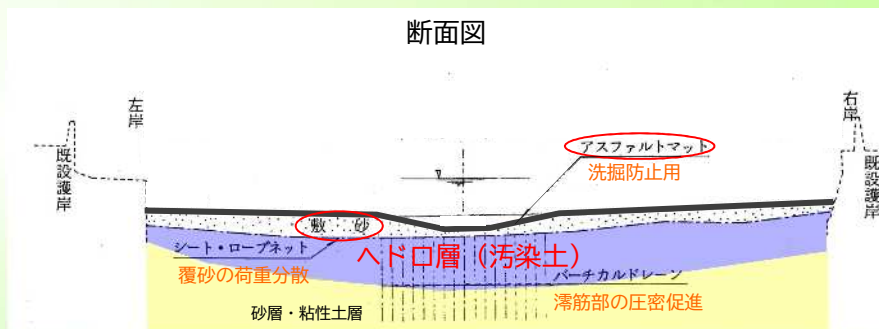 断面図
左岸
右岸
既設護岸
アスファルトマット
洗掘防止用
既設護岸
敷砂
シート・ロープネット
ヘドロ層（汚染土）
覆砂の荷重分散
バーチカルドレーン
澪筋部の圧密促進
砂層・粘性土層